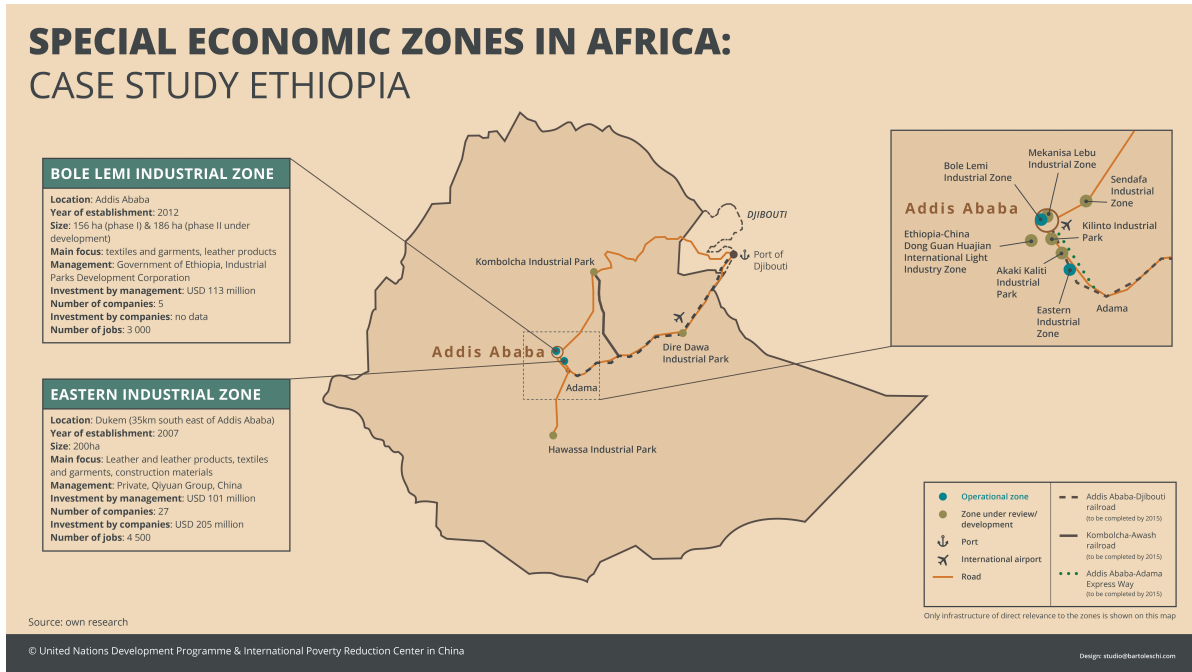 SPECIAL ECONOMIC ZONES IN AFRICA:
CASE STUDY ETHIOPIA
BOLE LEMI INDUSTRIAL ZONE
Location: Addis Ababa
Year of establishment: 2012
Size: 156 ha (phase I) & 186 ha (phase II under
development)
Main focus: textiles and garments, leather products
Management: Government of Ethiopia, Industrial
Parks Development Corporation
Investment by management: USD 113 million
Number of companies: 5
Investment by companies: no data
Number of jobs: 3 000
EASTERN INDUSTRIAL ZONE
Location: Dukem (35km south east of Addis Ababa)
Year of establishment: 2007
Size: 200ha
Main focus: Leather and leather products, textiles
and garments, construction materials
Management: Private, Qiyuan Group, China
Investment by management: USD 101 million
Number of companies: 27
Investment by companies: USD 205 million
Number of jobs: 4 500
DJIBOUTI
Port of
Djibouti
Kombolcha Industrial Park
Dire Dawa
Industrial Park
Addis Ababa
Adama
Hawassa Industrial Park
Mekanisa Lebu
Industrial Zone
Bole Lemi
Industrial Zone
Sendafa
Industrial
Zone
Addis Ababa
Kilinto Industrial
Park
Ethiopia-China
Dong Guan Huajian
International Light
Industry Zone
Akaki Kaliti
Industrial
Park
Eastern
Industrial
Zone
Adama
Operational zone
Zone under review/
development
Port
International airport
Road
Addis Ababa-Djibouti
railroad
(to be completed by 2015)
Kombolcha-Awash
railroad
(to be completed by 2015)
Addis Ababa-Adama
Express Way
(to be completed by 2015)
Only infrastructure of direct relevance to the zones is shown on this map
Source: own research
© United Nations Development Programme & International Poverty Reduction Center in China
Design: studio@bartoleschi.com